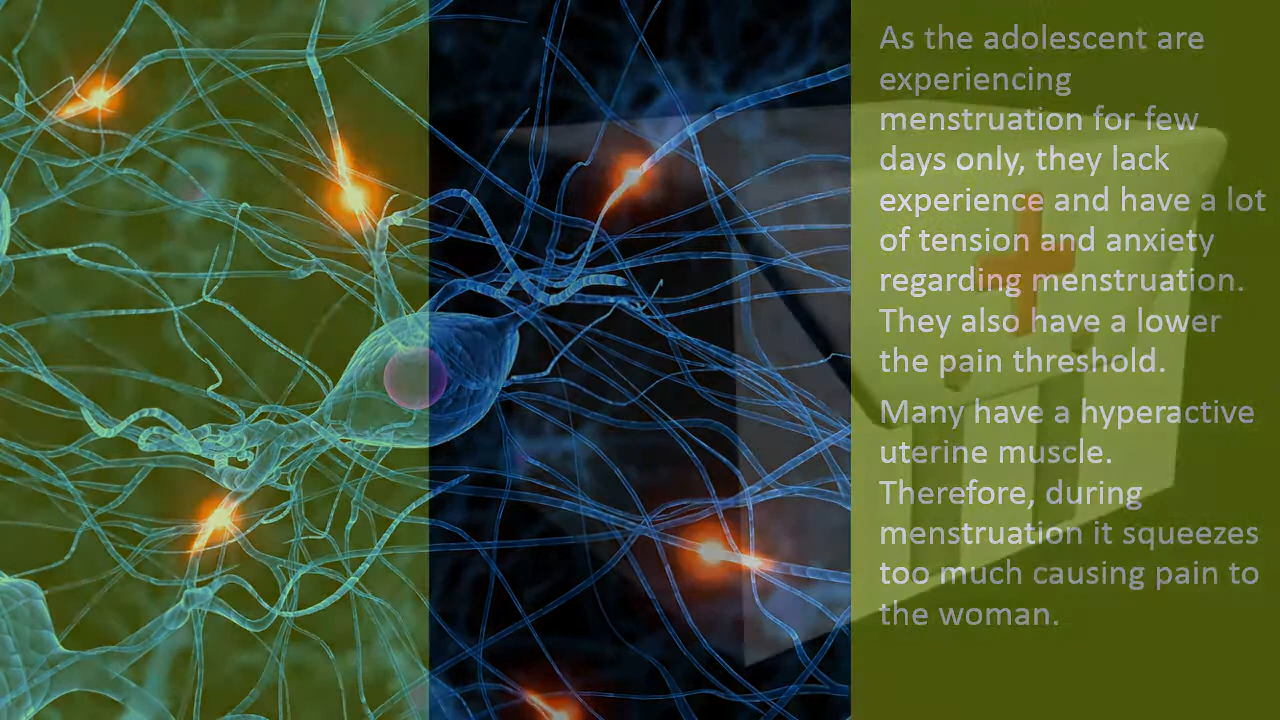 As the adolescent are
experiencing
menstruation for few
days only, they lack
experience and have a lot
of tension and anxiety
regarding menstruation.
They also have a lower
the pain threshold.
Many have a hyperactive
uterine muscle.
Therefore, during
menstruation it squeezes
too much causing pain to
the woman.